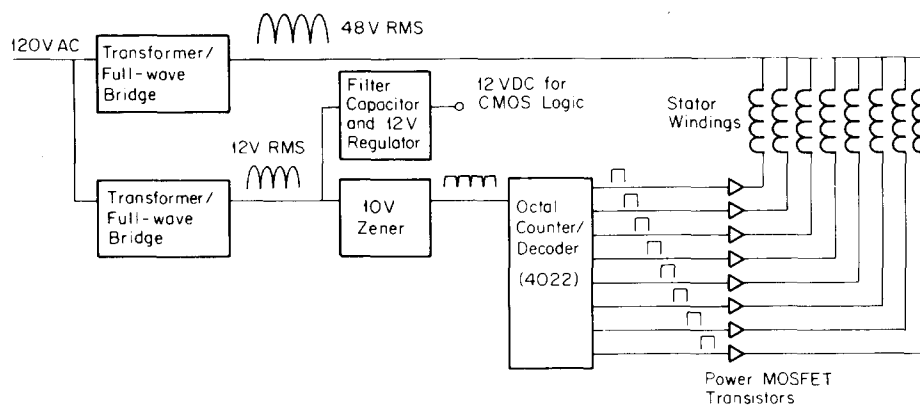 120V AC
Transformer/
Full-wave
Bridge
48V RMS
Filter
Capacitor
and 12V
Regulator
12 VDC for
CMOS Logic
Stator
Windings
12V RMS
Transformer/
Full-wave
Bridge
10V
Zener
Octal
Counter/
Decoder
(4022)
Power MOSFET
Transistors